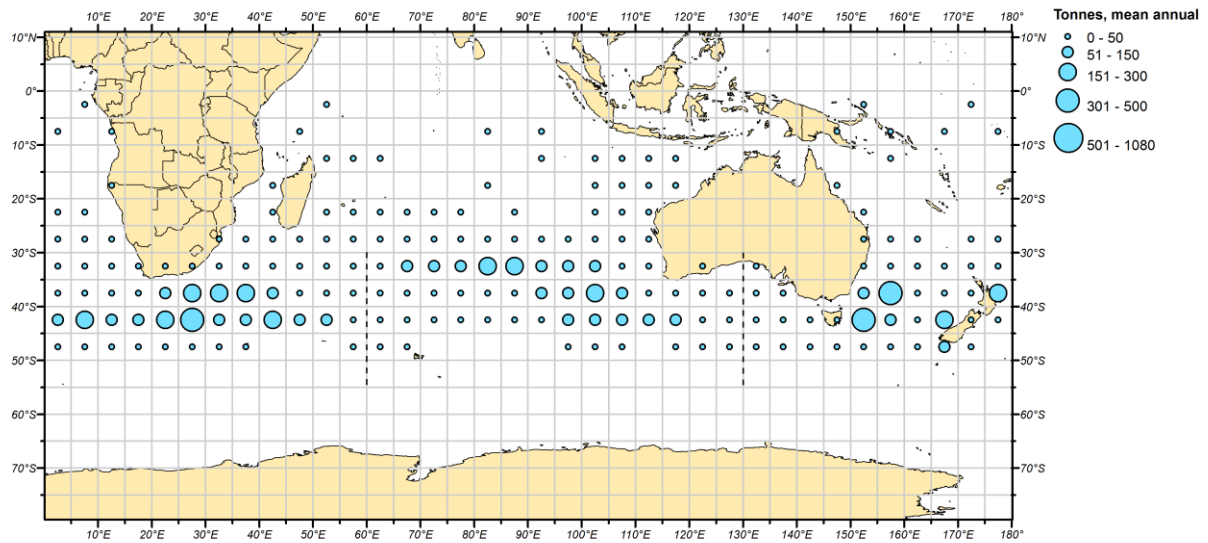 10°E 20°E 30°E 40°E 50°E 60°E 70°E 80°E 90°E 100°E 110°E 120°E 130°E 140°E 150°E 160°E 170°E 180°
Tonnes, mean annual
0 - 50
51 - 150
151 - 300
301 - 500
501 - 1080
10°N 10°N
0° 0°
10°S 10°S
20°S 20°S
30°S 30°S
40°S 40°S
50°S 50°S
60°S 60°S
70°S 70°S
10°E 20°E 30°E 40°E 50°E 60°E 70°E 80°E 90°E 100°E 110°E 120°E 130°E 140°E 150°E 160°E 170°E 180°